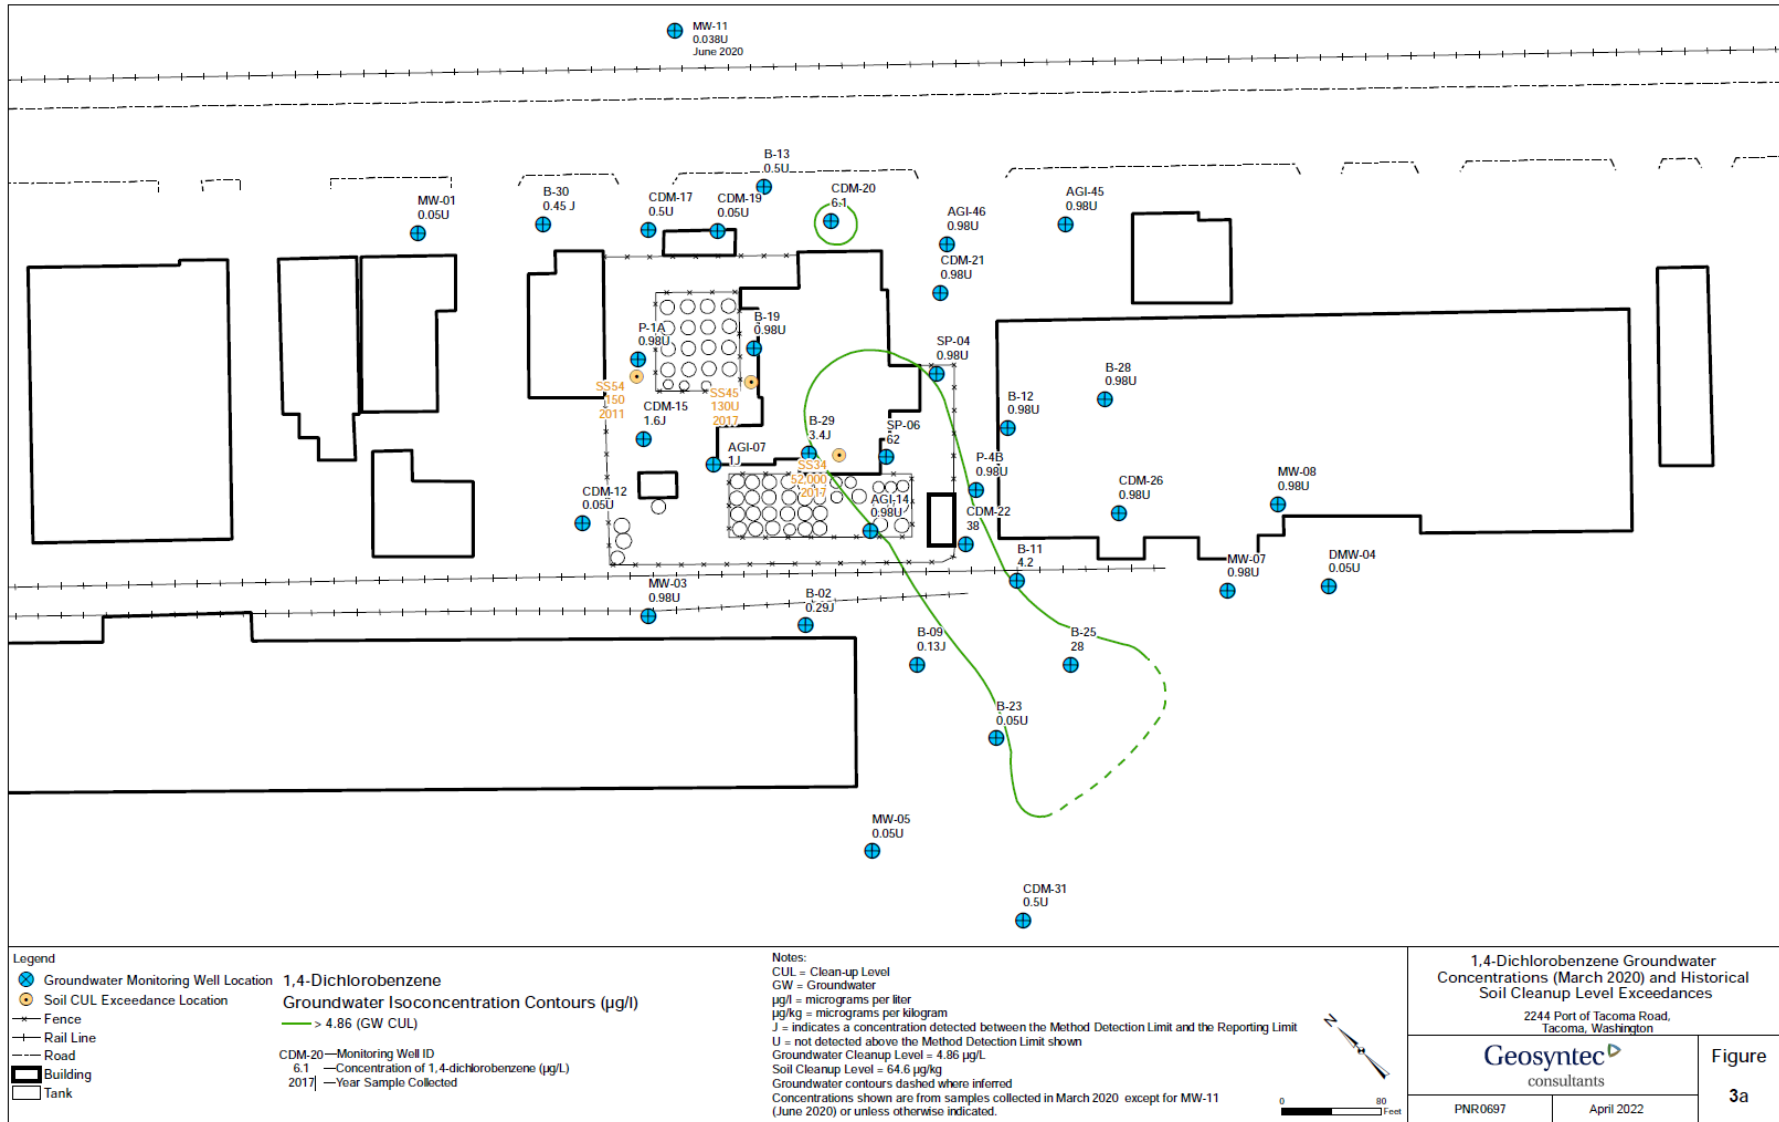 MW-11
0.038U
June 2020
B-13
0.5U
MW-01
0.05U
B-30
0.45 J
CDM-17
0.5U
CDM-19
0.05U
CDM-20
6.1
AGI-46
0.98U
AGI-45
0.98U
CDM-21
0.98U
P-1A
0.98U
B-19
0.98U
SP-04
0.98U
SS54
150
2011
SS45
130U
2017
CDM-15
1.6J
B-29
3.4J
SP-06
62
B-12
0.98U
B-28
0.98U
AGI-07
1J
SS34
52,000
2017
P-4B
0.98U
CDM-26
0.98U
MW-08
0.98U
CDM-12
0.05U
AGI-14
0.98U
CDM-22
38
B-11
4.2
MW-07
0.98U
DMW-04
0.05U
MW-03
0.98U
B-02
0.29J
B-09
0.13J
B-25
28
B-23
0.05U
MW-05
0.05U
CDM-31
0.5U
Legend
Groundwater Monitoring Well Location
Soil CUL Exceedance Location
Fence
Rail Line
Road
Building
Tank
1,4-Dichlorobenzene
Groundwater Isoconcentration Contours (µg/l)
> 4.86 (GW CUL)
CDM-20 — Monitoring Well ID
6.1 — Concentration of 1,4-dichlorobenzene (µg/L)
2017 — Year Sample Collected
Notes:
CUL = Clean-up Level
GW = Groundwater
µg/l = micrograms per liter
µg/kg = micrograms per kilogram
J = indicates a concentration detected between the Method Detection Limit and the Reporting Limit
U = not detected above the Method Detection Limit shown
Groundwater Cleanup Level = 4.86 µg/L
Soil Cleanup Level = 64.6 µg/kg
Groundwater contours dashed where inferred
Concentrations shown are from samples collected in March 2020 except for MW-11
(June 2020) or unless otherwise indicated.
N
0 80
Feet
1,4-Dichlorobenzene Groundwater
Concentrations (March 2020) and Historical
Soil Cleanup Level Exceedances
2244 Port of Tacoma Road,
Tacoma, Washington
Geosyntec
consultants
PNR0697
April 2022
Figure
3a